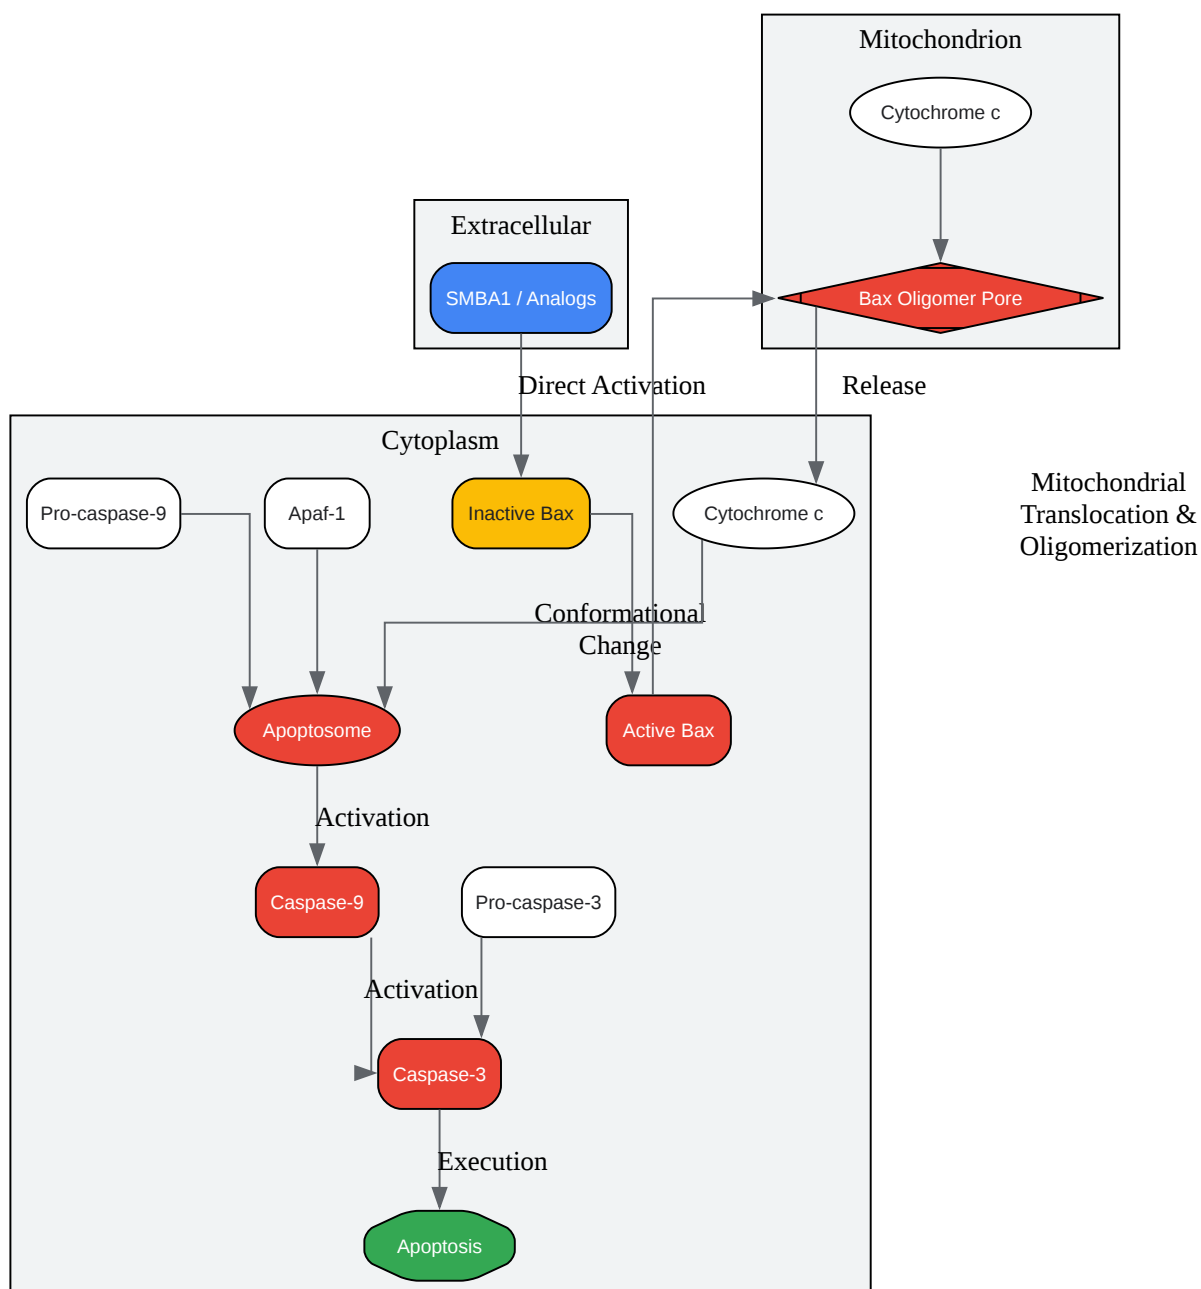 Mitochondrion
Cytochrome c
Extracellular
SMBA1 / Analogs
Bax Oligomer Pore
Direct Activation
Release
Cytoplasm
Pro-caspase-9
Apaf-1
Inactive Bax
Cytochrome c
Mitochondrial
Translocation &
Oligomerization
Conformational
Change
Apoptosome
Active Bax
Activation
Caspase-9
Pro-caspase-3
Activation
Caspase-3
Execution
Apoptosis